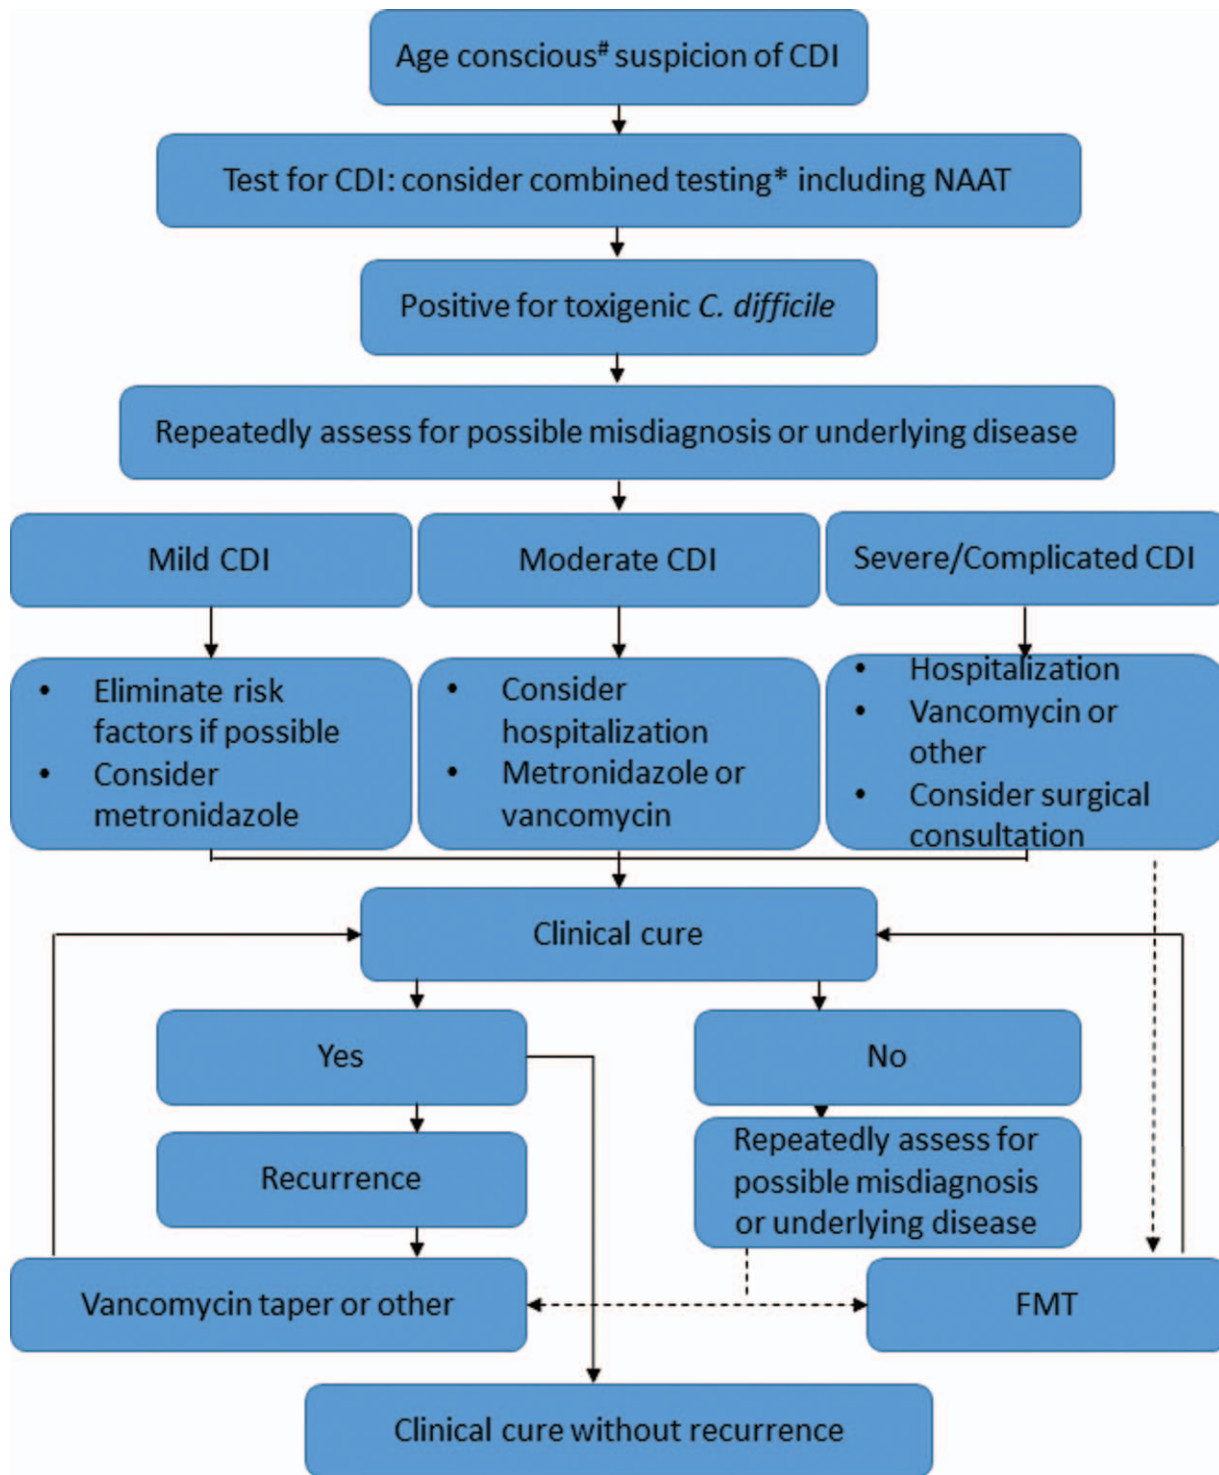 Age conscious# suspicion of CDI
Test for CDI: consider combined testing* including NAAT
Positive for toxigenic C. difficile
Repeatedly assess for possible misdiagnosis or underlying disease
Mild CDI
Moderate CDI
Severe/Complicated CDI
• Eliminate risk
factors if possible
• Consider
metronidazole
• Consider
hospitalization
• Metronidazole or
vancomycin
• Hospitalization
• Vancomycin or
other
• Consider surgical
consultation
Clinical cure
Yes
No
Recurrence
Repeatedly assess for
possible misdiagnosis
or underlying disease
Vancomycin taper or other
FMT
Clinical cure without recurrence